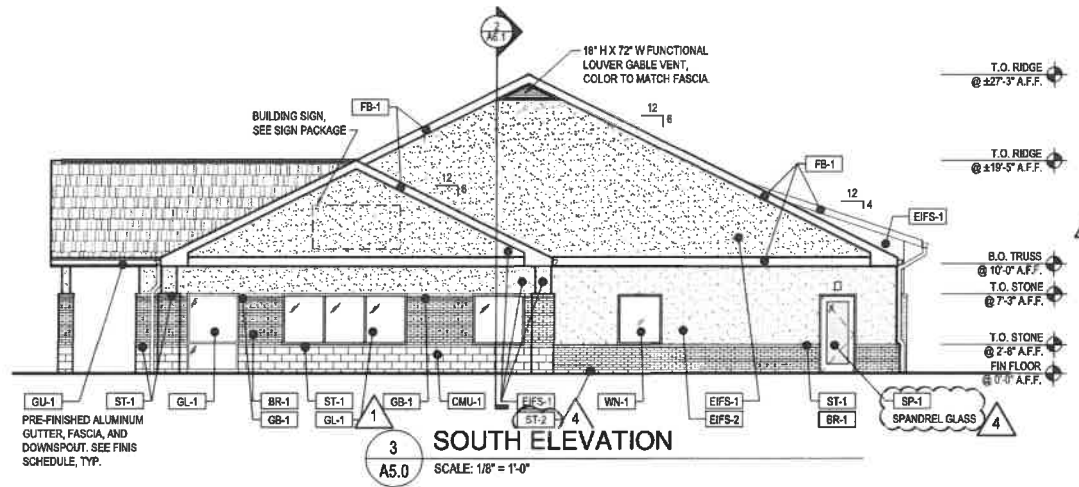 2
A6.1
18" H X 72" W FUNCTIONAL
LOUVER GABLE VENT,
COLOR TO MATCH FASCIA.
T.O. RIDGE
@ ±27'-3" A.F.F.
BUILDING SIGN,
SEE SIGN PACKAGE
FB-1
12
6
T.O. RIDGE
@ ±19'-5" A.F.F.
FB-1
12
6
12
4
EIFS-1
B.O. TRUSS
@ 10'-0" A.F.F.
T.O. STONE
@ 7'-3" A.F.F.
T.O. STONE
@ 2'-8" A.F.F.
FIN FLOOR
@ 0'-0" A.F.F.
GU-1
ST-1
GL-1
BR-1
ST-1
GB-1
CMU-1
EIFS-1
WN-1
EIFS-1
ST-1
SP-1
GB-1
GL-1
1
ST-2
4
EIFS-2
BR-1
SPANDREL GLASS
4
PRE-FINISHED ALUMINUM
GUTTER, FASCIA, AND
DOWNSPOUT. SEE FINIS
SCHEDULE, TYP.
3
A5.0
SOUTH ELEVATION
SCALE: 1/8" = 1'-0"